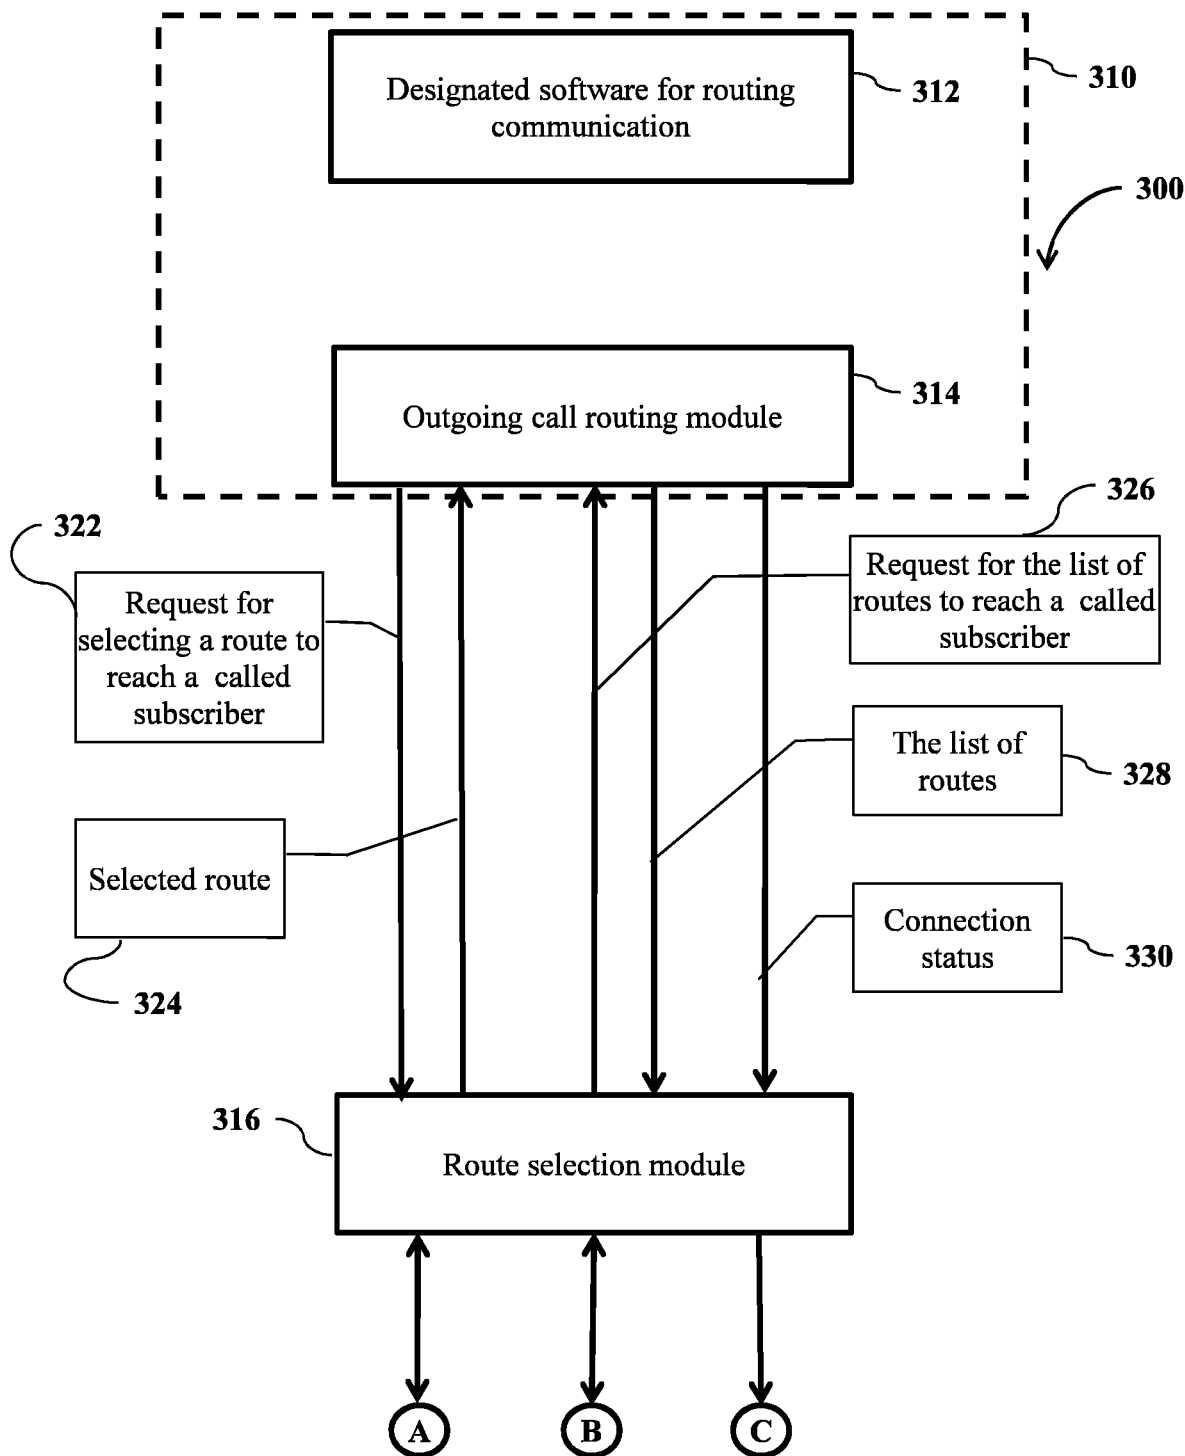 Designated software for routing
communication
312
310
300
Outgoing call routing module
314
322
Request for
selecting a route to
reach a called
subscriber
326
Request for the list of
routes to reach a called
subscriber
The list of
routes
328
Selected route
324
Connection
status
330
316
Route selection module
A
B
C